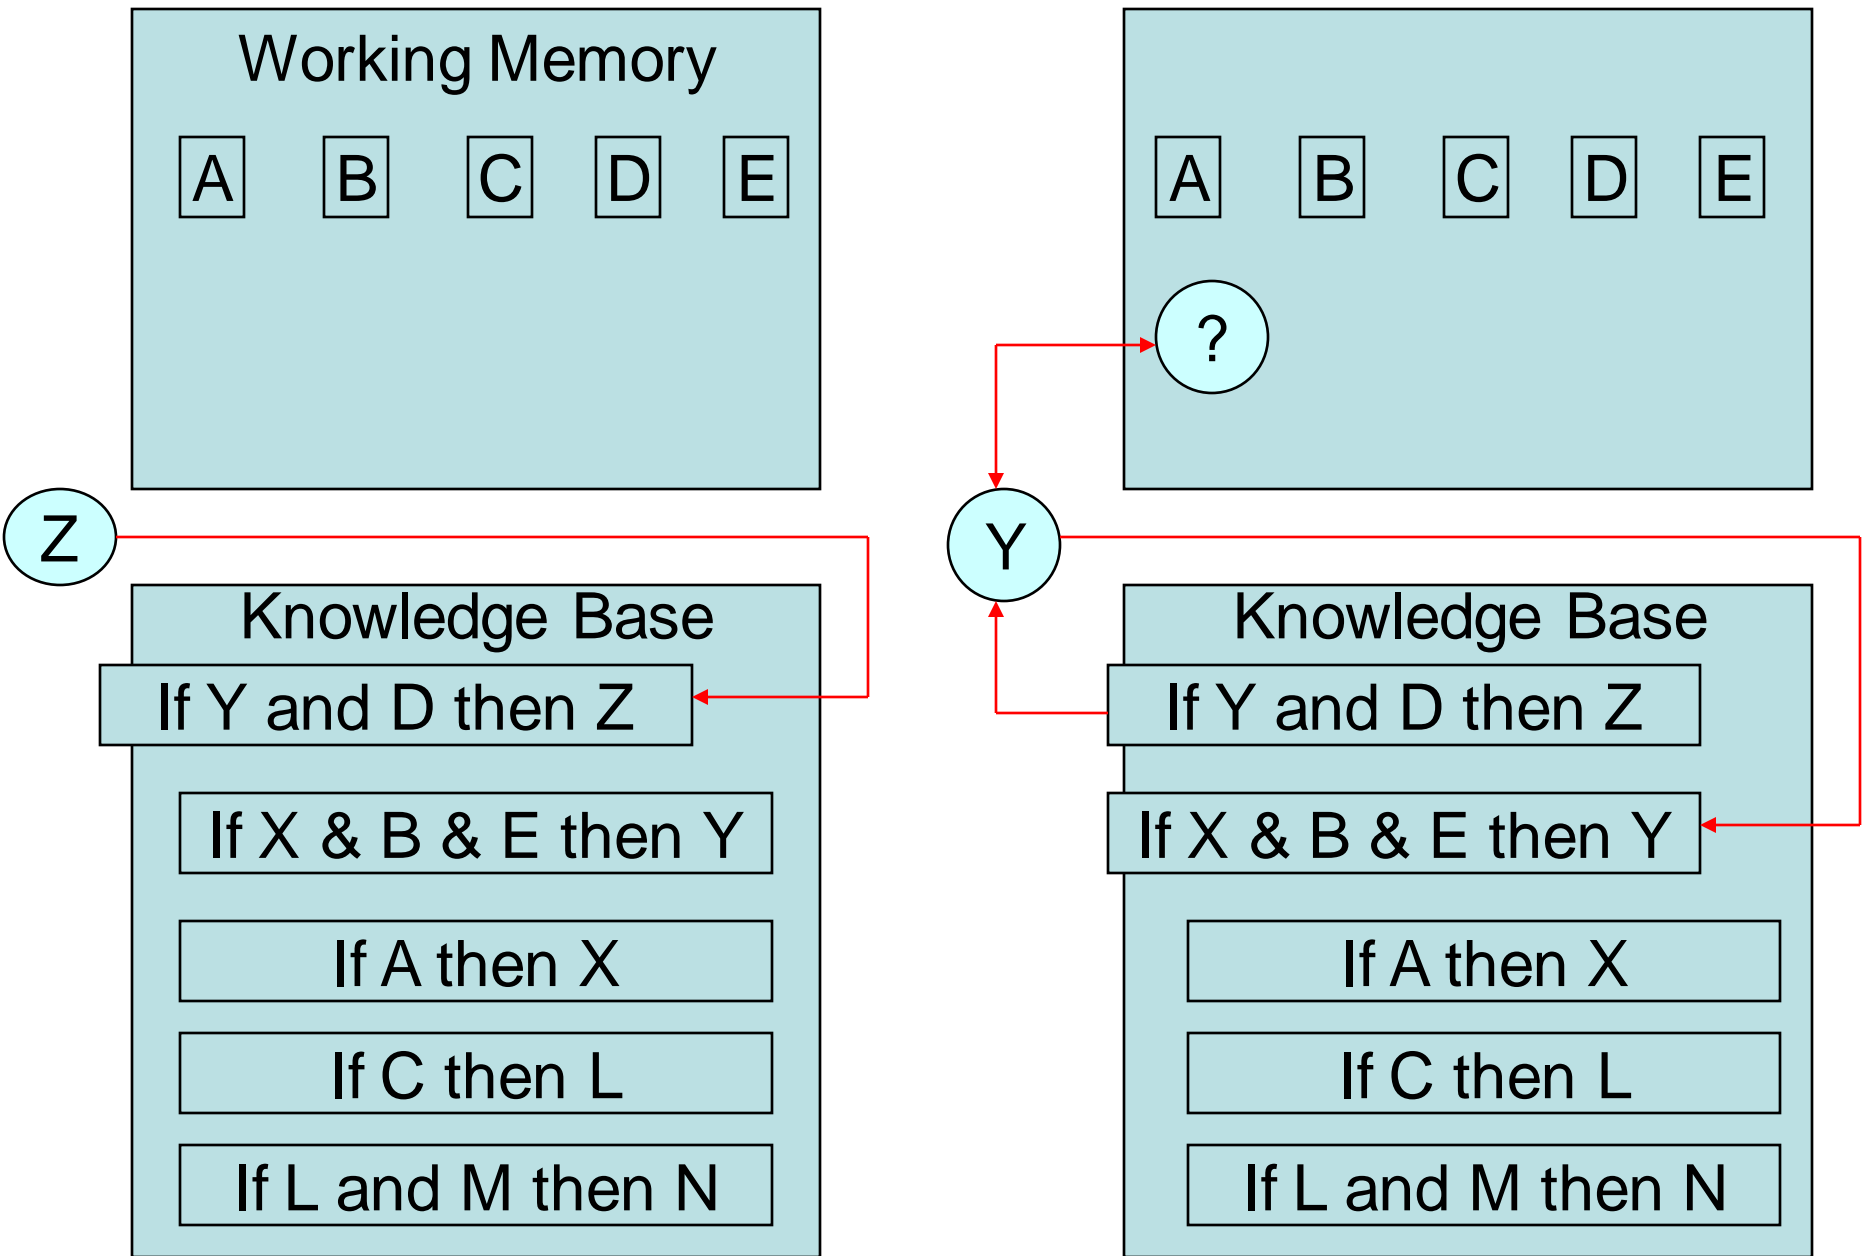 Working Memory
A B C D E
Z
Knowledge Base
If Y and D then Z
If X & B & E then Y
If A then X
If C then L
If L and M then N
A B C D E
?
Y
Knowledge Base
If Y and D then Z
If X & B & E then Y
If A then X
If C then L
If L and M then N